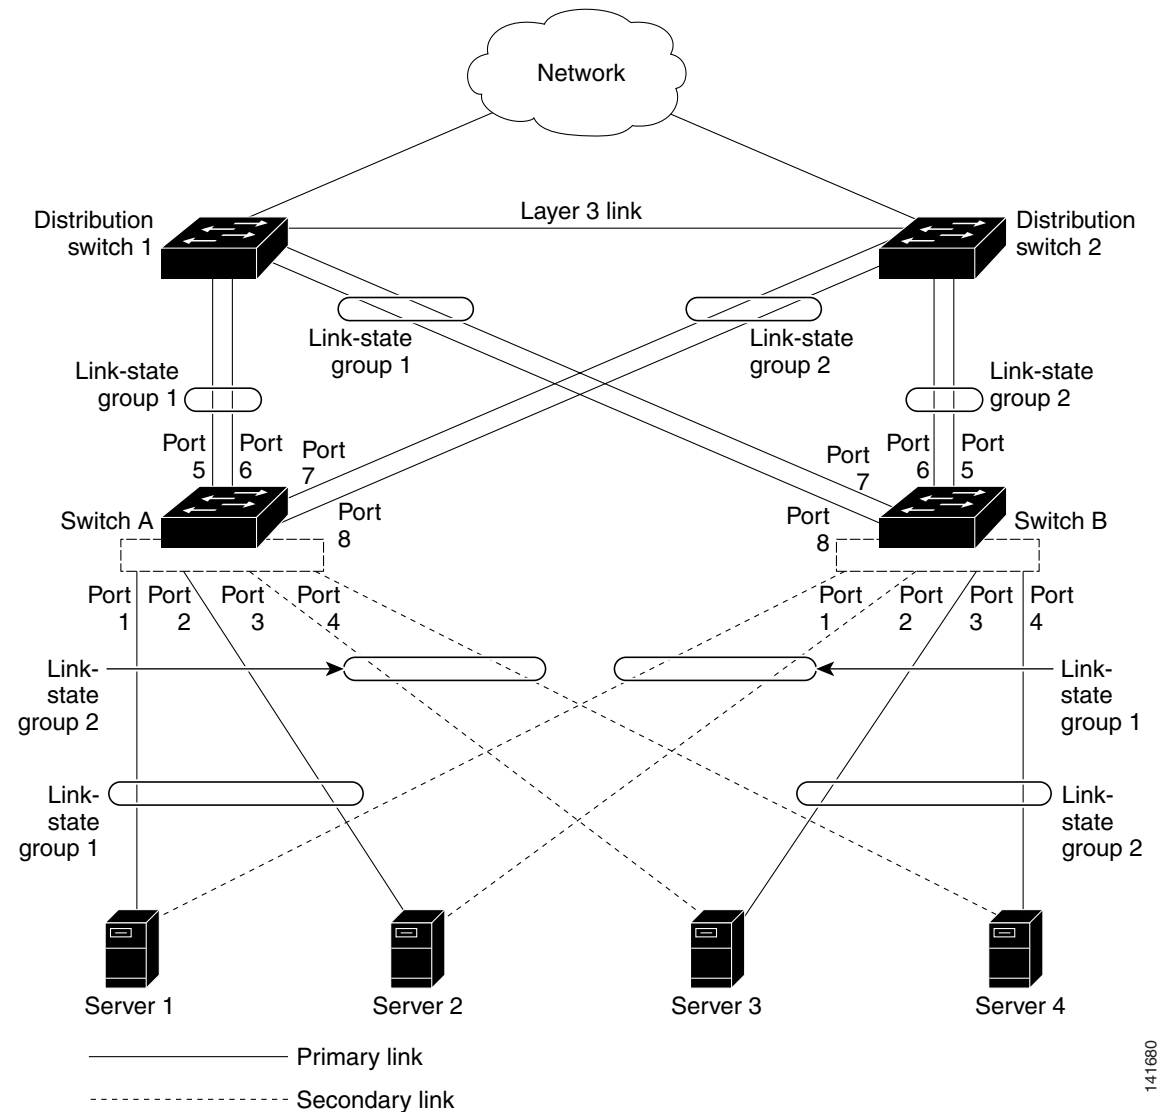 Network
Layer 3 link
Distribution
switch 1
Distribution
switch 2
Link-state
group 1
Link-state
group 2
Link-state
group 1
Link-state
group 2
Port
5
Port
6
Port
7
Port
8
Port
7
Port
6
Port
5
Port
8
Switch A
Switch B
Port
1
Port
2
Port
3
Port
4
Port
1
Port
2
Port
3
Port
4
Link-
state
group 2
Link-
state
group 1
Link-
state
group 1
Link-
state
group 2
Server 1
Server 2
Server 3
Server 4
Primary link
Secondary link
141680